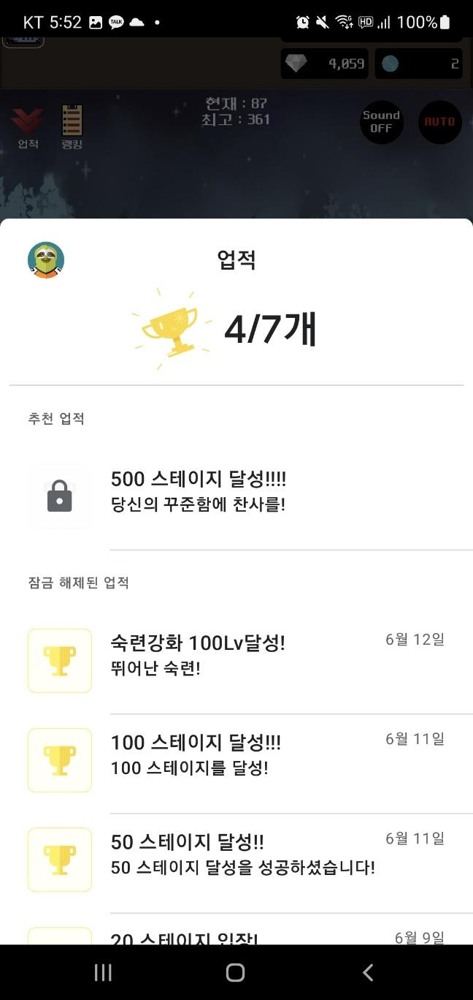 KT 5:52 TALK HD 100%
4,059 2
현재 : 87
최고 : 361
업적 랭킹
Sound
OFF
AUTO
업적
4/7개
추천 업적
500 스테이지 달성!!!!
당신의 꾸준함에 찬사를!
잠금 해제된 업적
숙련강화 100Lv달성! 6월 12일
뛰어난 숙련!
100 스테이지 달성!!! 6월 11일
100 스테이지를 달성!
50 스테이지 달성!! 6월 11일
50 스테이지 달성을 성공하셨습니다!
20 스테이지 입장! 6월 9일